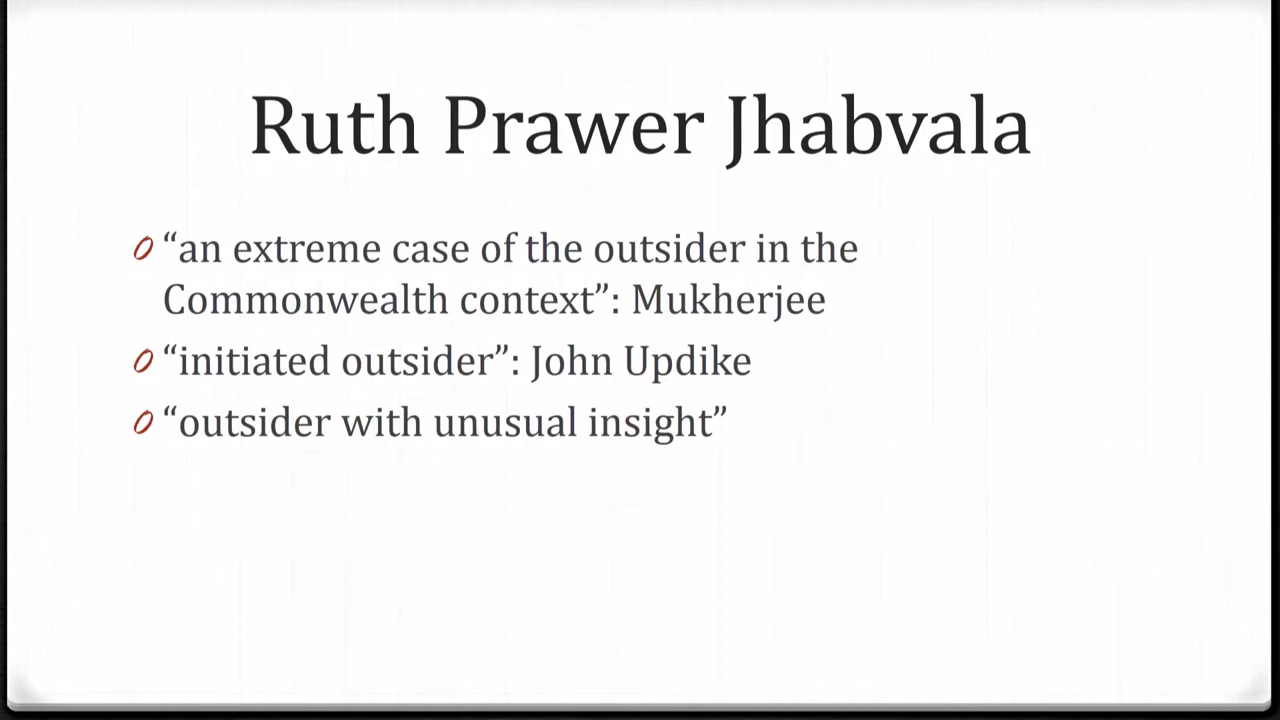 Ruth Prawer Jhabvala
“an extreme case of the outsider in the
Commonwealth context”: Mukherjee
“initiated outsider”: John Updike
“outsider with unusual insight”